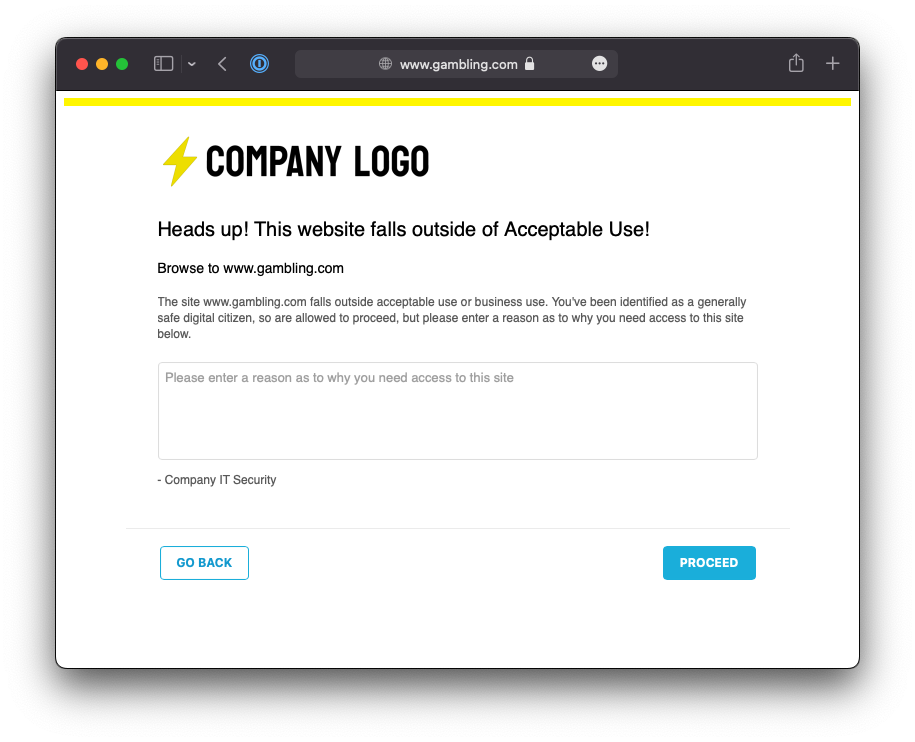 www.gambling.com
COMPANY LOGO
Heads up! This website falls outside of Acceptable Use!
Browse to www.gambling.com
The site www.gambling.com falls outside acceptable use or business use. You've been identified as a generally
safe digital citizen, so are allowed to proceed, but please enter a reason as to why you need access to this site
below.
Please enter a reason as to why you need access to this site
- Company IT Security
GO BACK
PROCEED